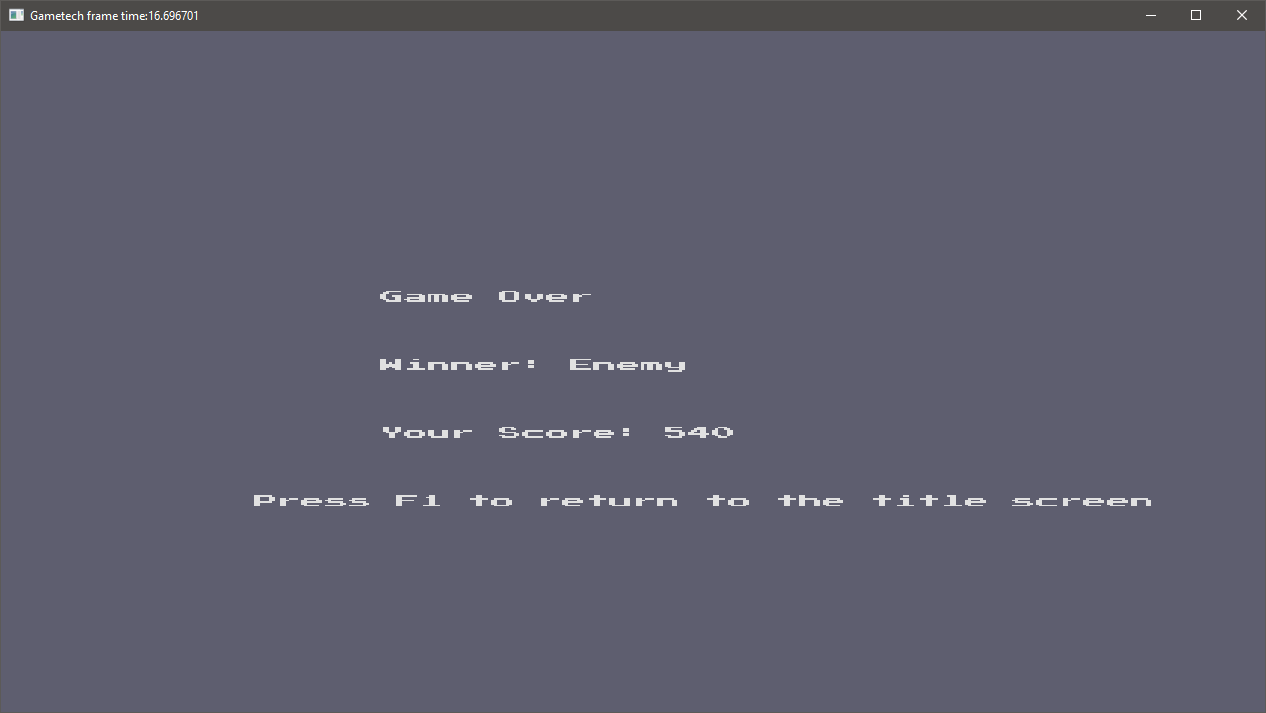 Gametech frame time:16.696701
Game Over
Winner: Enemy
Your Score: 540
Press F1 to return to the title screen